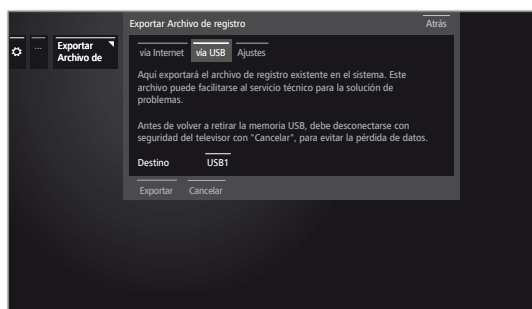 Exportar Archivo de registro
Atrás
...
Exportar
Archivo de
vía Internet
vía USB
Ajustes
Aquí exportará el archivo de registro existente en el sistema. Este
archivo puede facilitarse al servicio técnico para la solución de
problemas.
Antes de volver a retirar la memoria USB, debe desconectarse con
seguridad del televisor con "Cancelar", para evitar la pérdida de datos.
Destino
USB1
Exportar
Cancelar